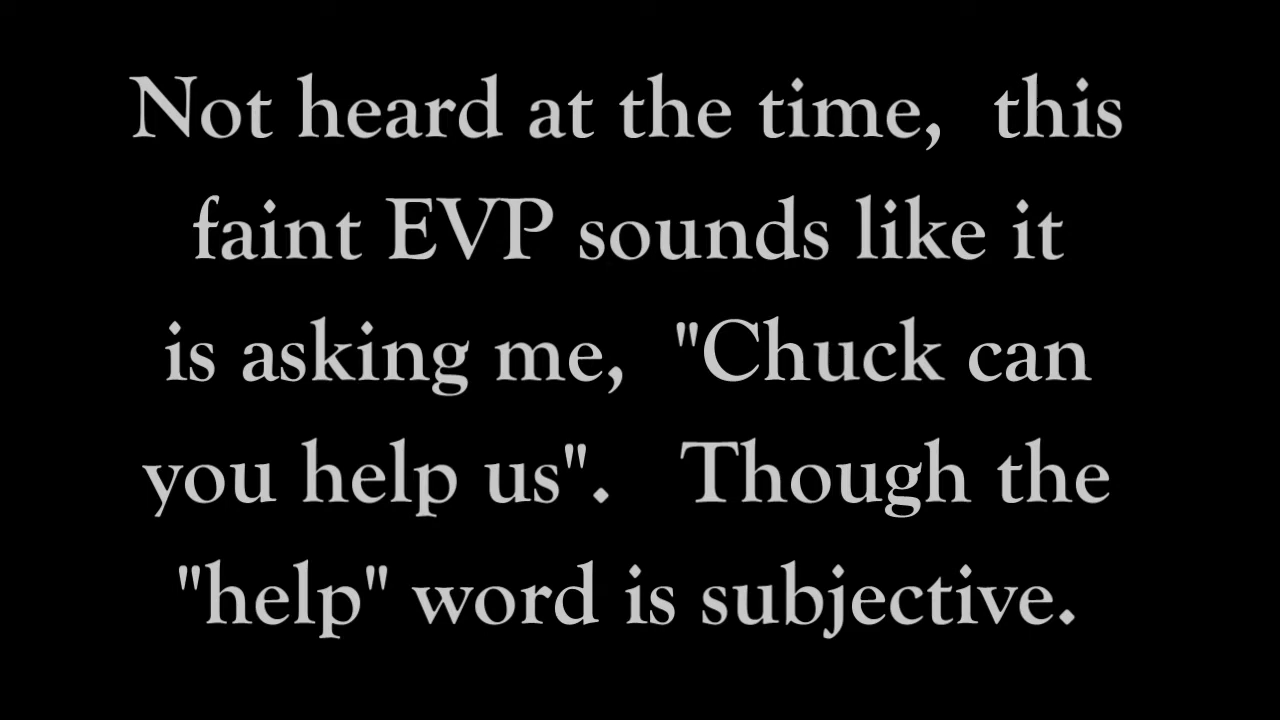 Not heard at the time,  this
faint EVP sounds like it
is asking me,  "Chuck can
you help us".   Though the
"help" word is subjective.